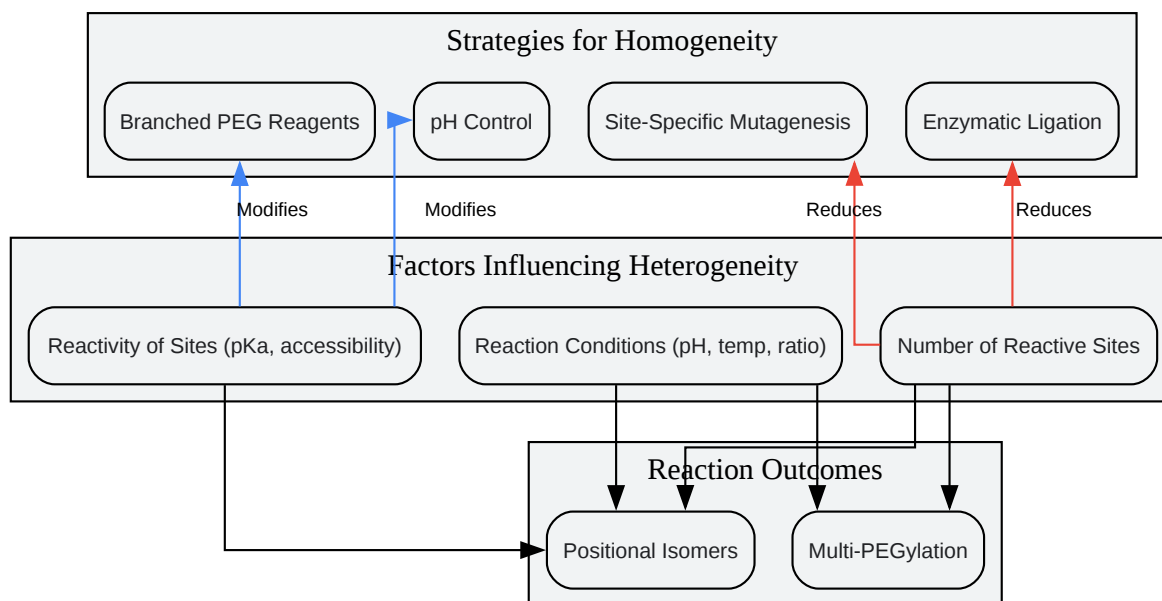 Strategies for Homogeneity
Branched PEG Reagents
pH Control
Site-Specific Mutagenesis
Enzymatic Ligation
Modifies
Modifies
Reduces
Reduces
Factors Influencing Heterogeneity
Reactivity of Sites (pKa, accessibility)
Reaction Conditions (pH, temp, ratio)
Number of Reactive Sites
Reaction Outcomes
Positional Isomers
Multi-PEGylation